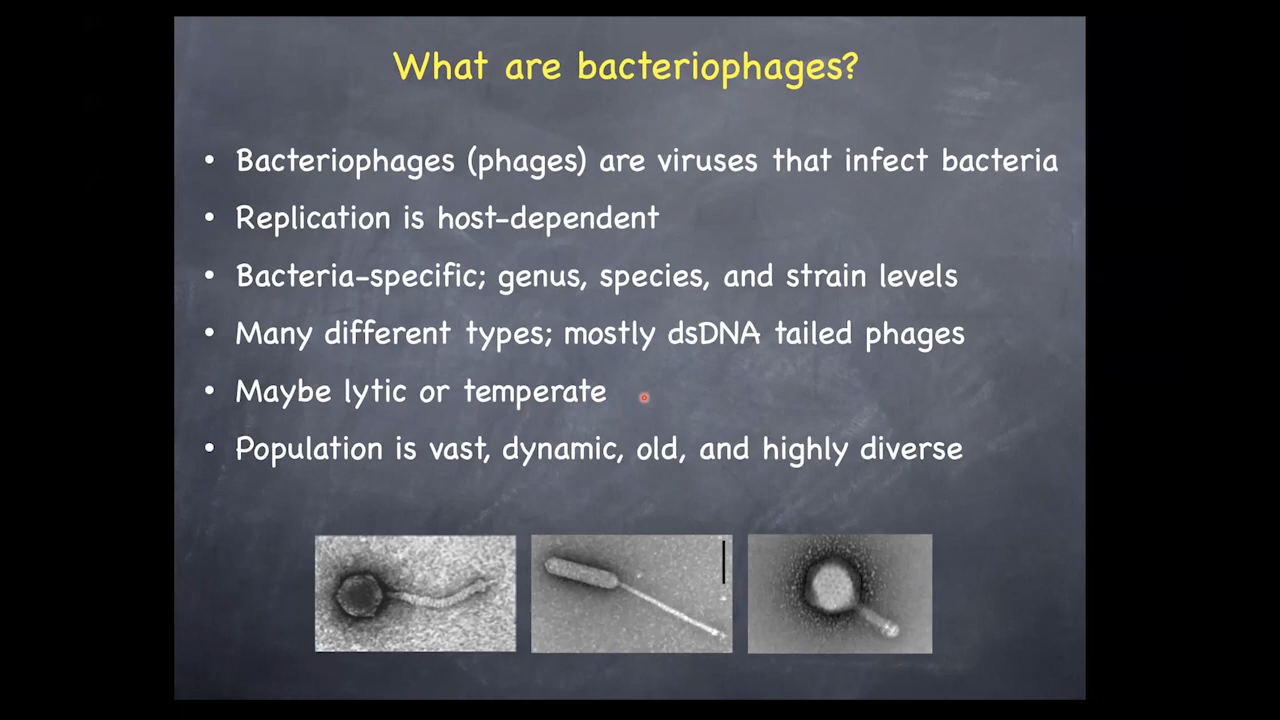 What are bacteriophages?
• Bacteriophages (phages) are viruses that infect bacteria
• Replication is host-dependent
• Bacteria-specific; genus, species, and strain levels
• Many different types; mostly dsDNA tailed phages
• Maybe lytic or temperate
• Population is vast, dynamic, old, and highly diverse